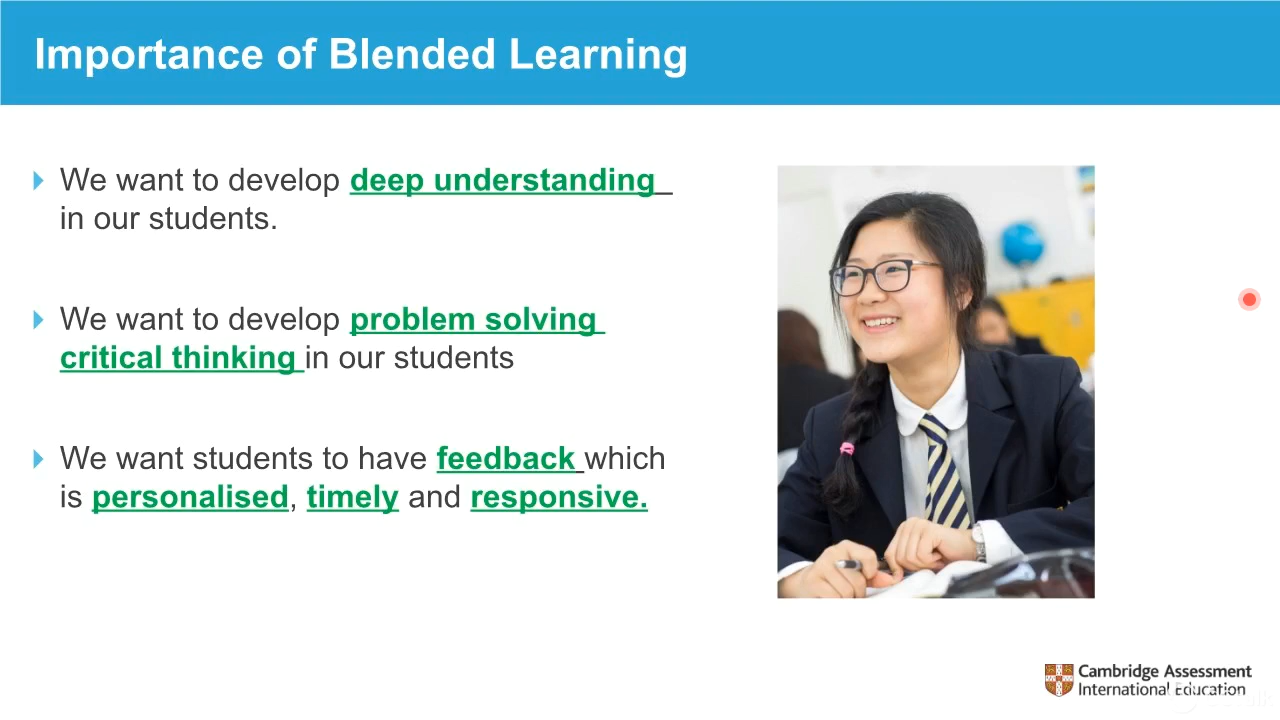 Importance of Blended Learning
We want to develop deep understanding
in our students.
We want to develop problem solving
critical thinking in our students
We want students to have feedback which
is personalised, timely and responsive.
Cambridge Assessment
International Education